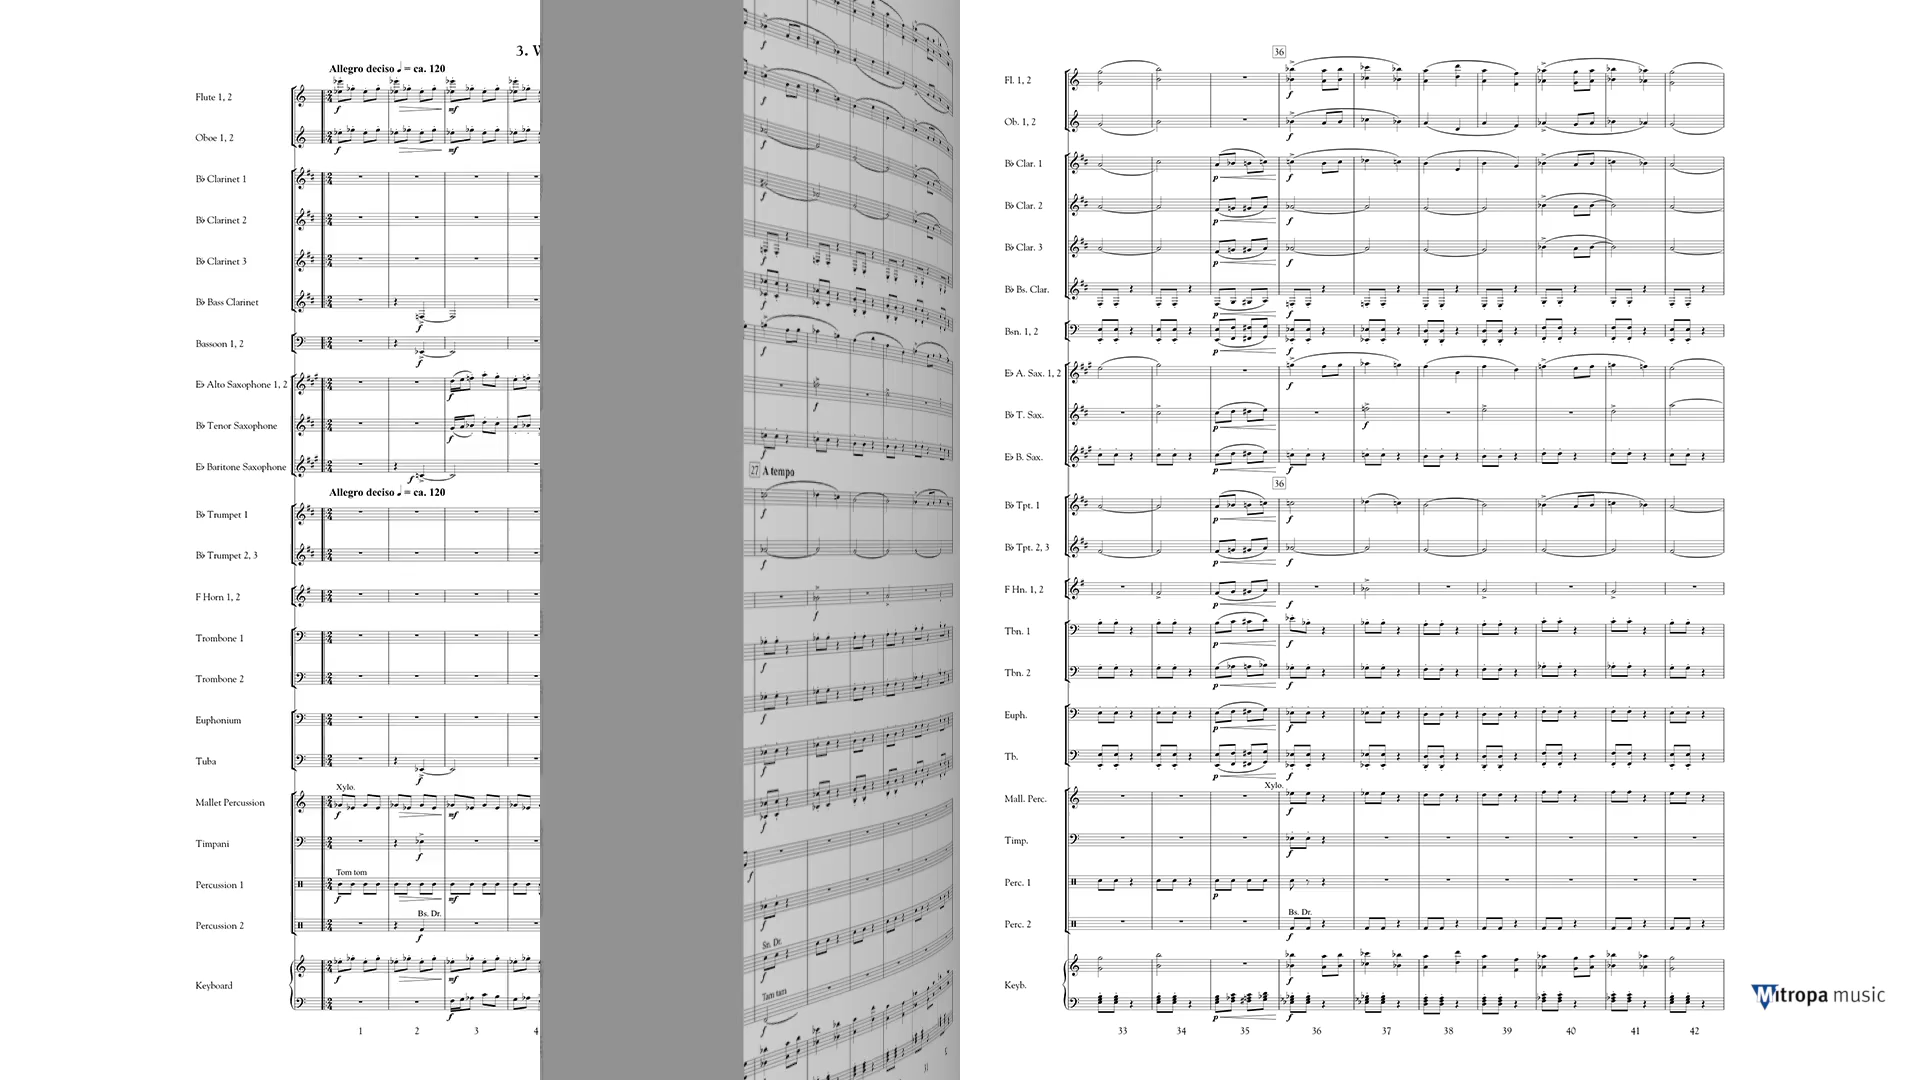 3. W
Allegro deciso ♩ = ca. 120
Flute 1, 2
Oboe 1, 2
B♭ Clarinet 1
B♭ Clarinet 2
B♭ Clarinet 3
B♭ Bass Clarinet
Bassoon 1, 2
E♭ Alto Saxophone 1, 2
B♭ Tenor Saxophone
E♭ Baritone Saxophone
Allegro deciso ♩ = ca. 120
B♭ Trumpet 1
B♭ Trumpet 2, 3
F Horn 1, 2
Trombone 1
Trombone 2
Euphonium
Tuba
Xylo.
Mallet Percussion
Timpani
Tom tom
Percussion 1
Bs. Dr.
Percussion 2
Keyboard
1 2 3 4
27 A tempo
Sn. Dr.
Tam tam
36
Fl. 1, 2
Ob. 1, 2
B♭ Clar. 1
B♭ Clar. 2
B♭ Clar. 3
B♭ Bs. Clar.
Bsn. 1, 2
E♭ A. Sax. 1, 2
B♭ T. Sax.
E♭ B. Sax.
36
B♭ Tpt. 1
B♭ Tpt. 2, 3
F Hn. 1, 2
Tbn. 1
Tbn. 2
Euph.
Tb.
Xylo.
Mall. Perc.
Timp.
Perc. 1
Bs. Dr.
Perc. 2
Keyb.
33 34 35 36 37 38 39 40 41 42
Mitropa music